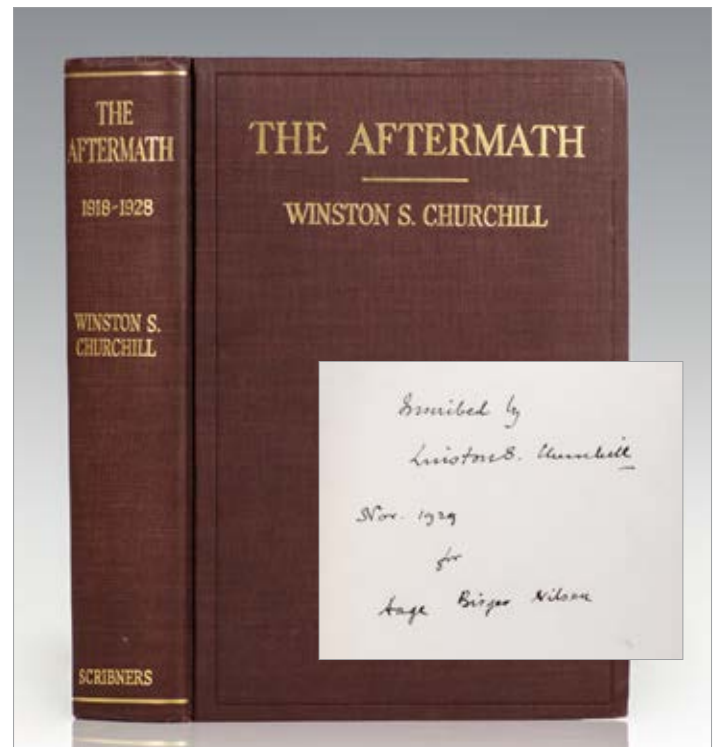 THE
AFTERMATH
1918-1928
WINSTON S.
CHURCHILL
SCRIBNERS
THE AFTERMATH
WINSTON S. CHURCHILL
Inscribed by
Winston S. Churchill
Nov. 1929
for
Aage Birger Nilsen